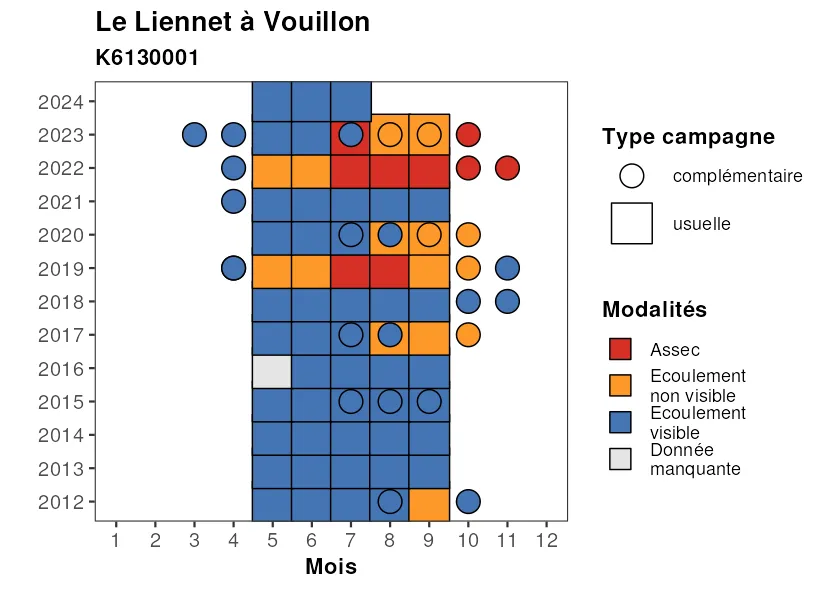 Le Liennet à Vouillon
K6130001
2024
2023
2022
2021
2020
2019
2018
2017
2016
2015
2014
2013
2012
1 2 3 4 5 6 7 8 9 10 11 12
Mois
Type campagne
complémentaire
usuelle
Modalités
Assec
Ecoulement
non visible
Ecoulement
visible
Donnée
manquante